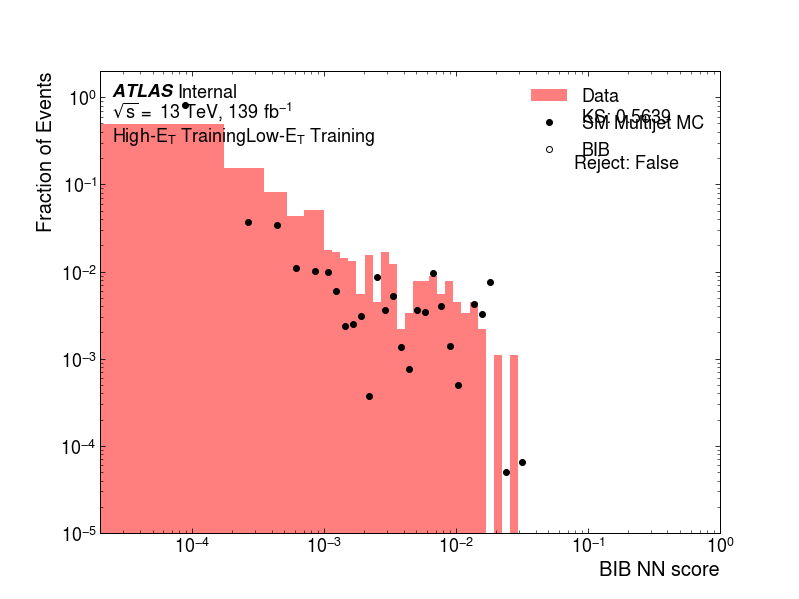 ATLAS Internal
√s = 13 TeV, 139 fb⁻¹
High-E_T TrainingLow-E_T Training
Data
KS: 0.5639
SM Multijet MC
BIB
Reject: False
Fraction of Events
10⁰
10⁻¹
10⁻²
10⁻³
10⁻⁴
10⁻⁵
10⁻⁴ 10⁻³ 10⁻² 10⁻¹ 10⁰
BIB NN score